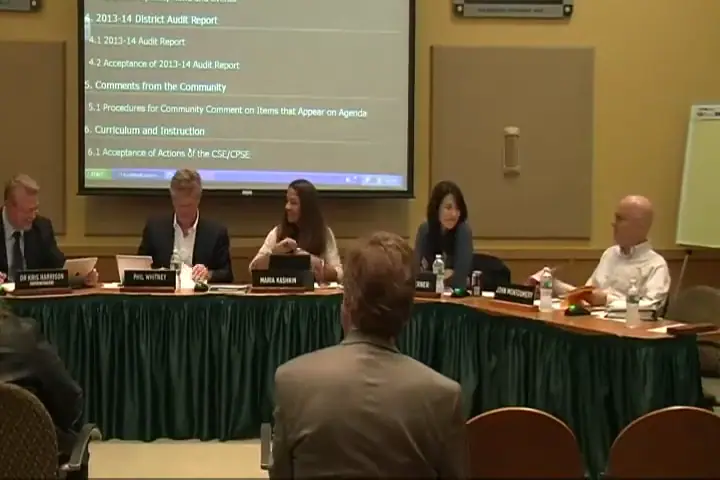 4. 2013-14 District Audit Report
4.1 2013-14 Audit Report
4.2 Acceptance of 2013-14 Audit Report
5. Comments from the Community
5.1 Procedures for Community Comment on Items that Appear on Agenda
6. Curriculum and Instruction
6.1 Acceptance of Actions of the CSE/CPSE
DR KRIS HARRISON
PHIL WHITNEY
MARIA KASHKIN
JOHN MONTGOMERY